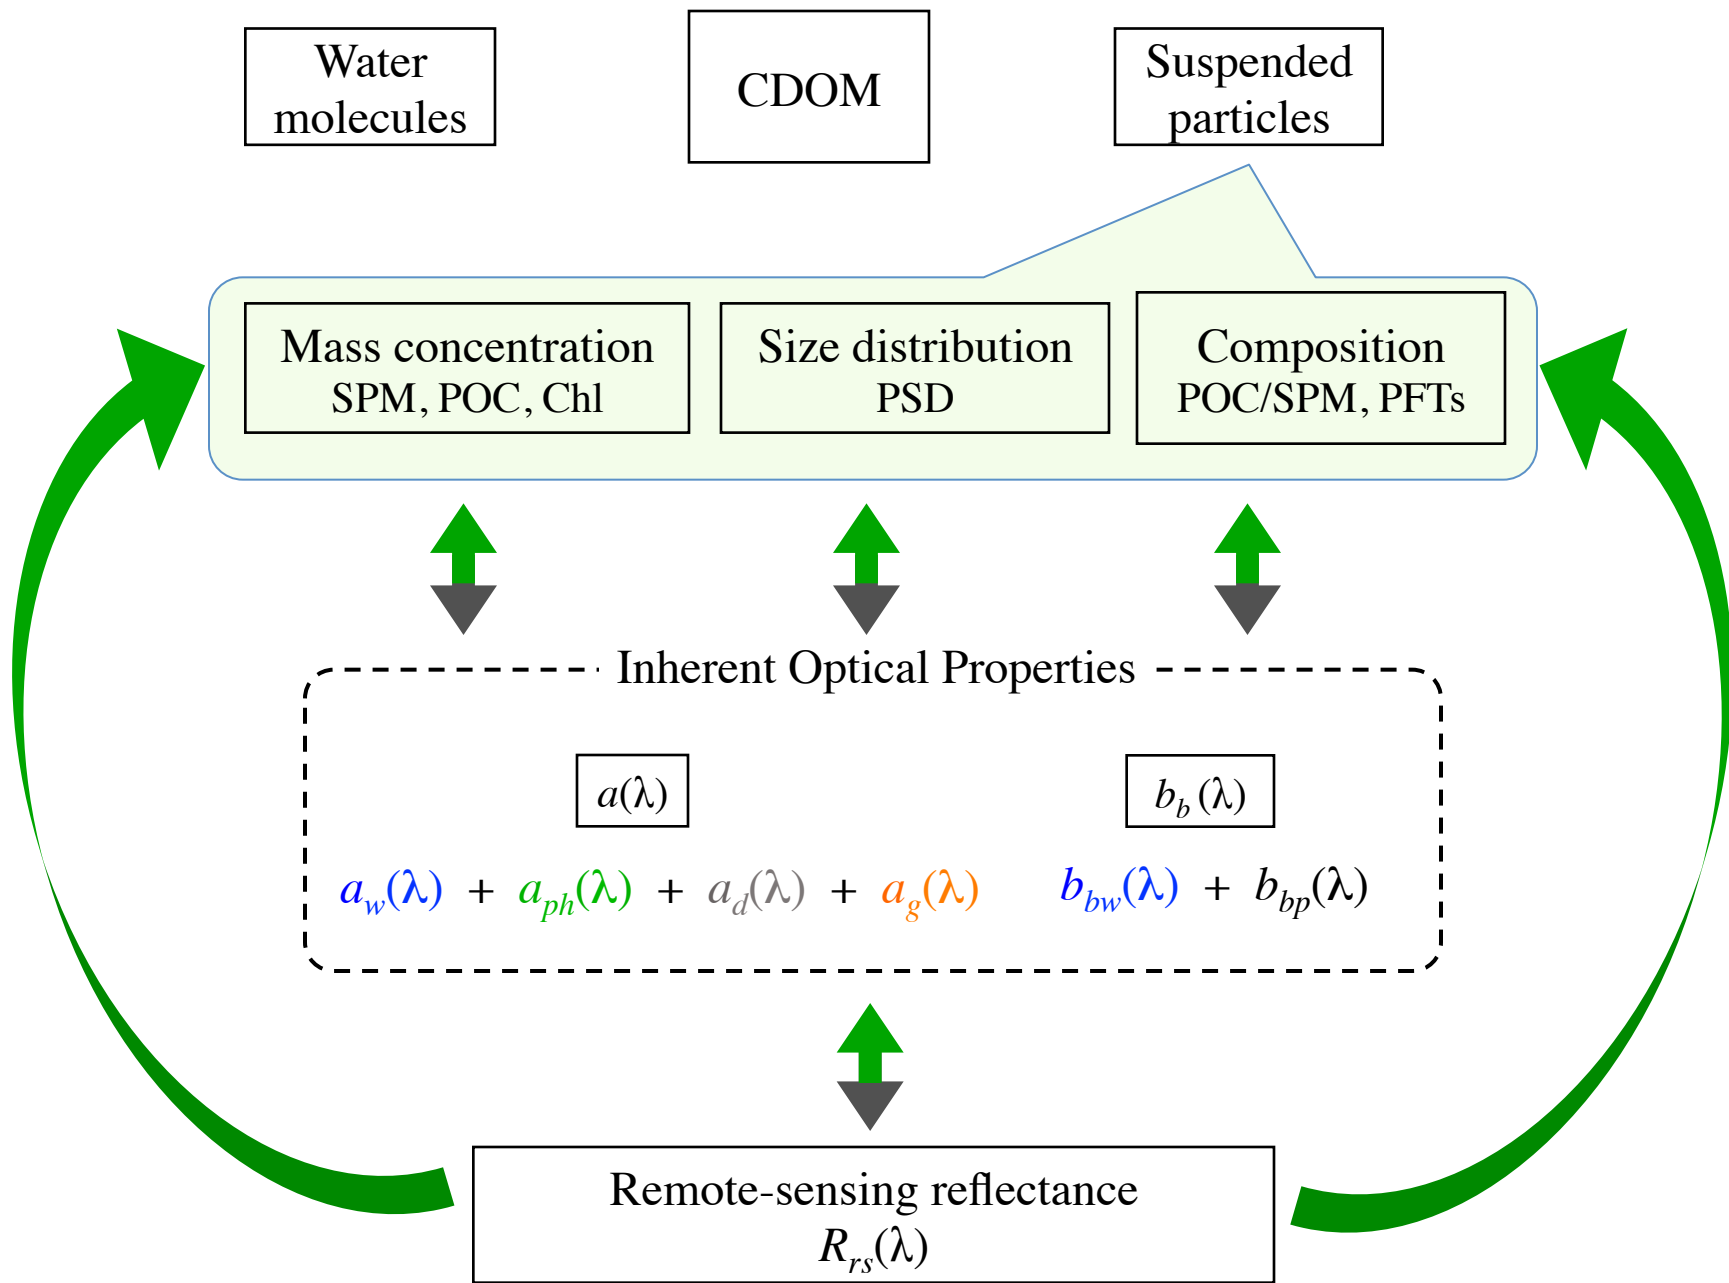 Water
molecules
CDOM
Suspended
particles
Mass concentration
SPM, POC, Chl
Size distribution
PSD
Composition
POC/SPM, PFTs
Inherent Optical Properties
a(λ)
b_b(λ)
a_w(λ) + a_ph(λ) + a_d(λ) + a_g(λ)
b_bw(λ) + b_bp(λ)
Remote-sensing reflectance
R_rs(λ)